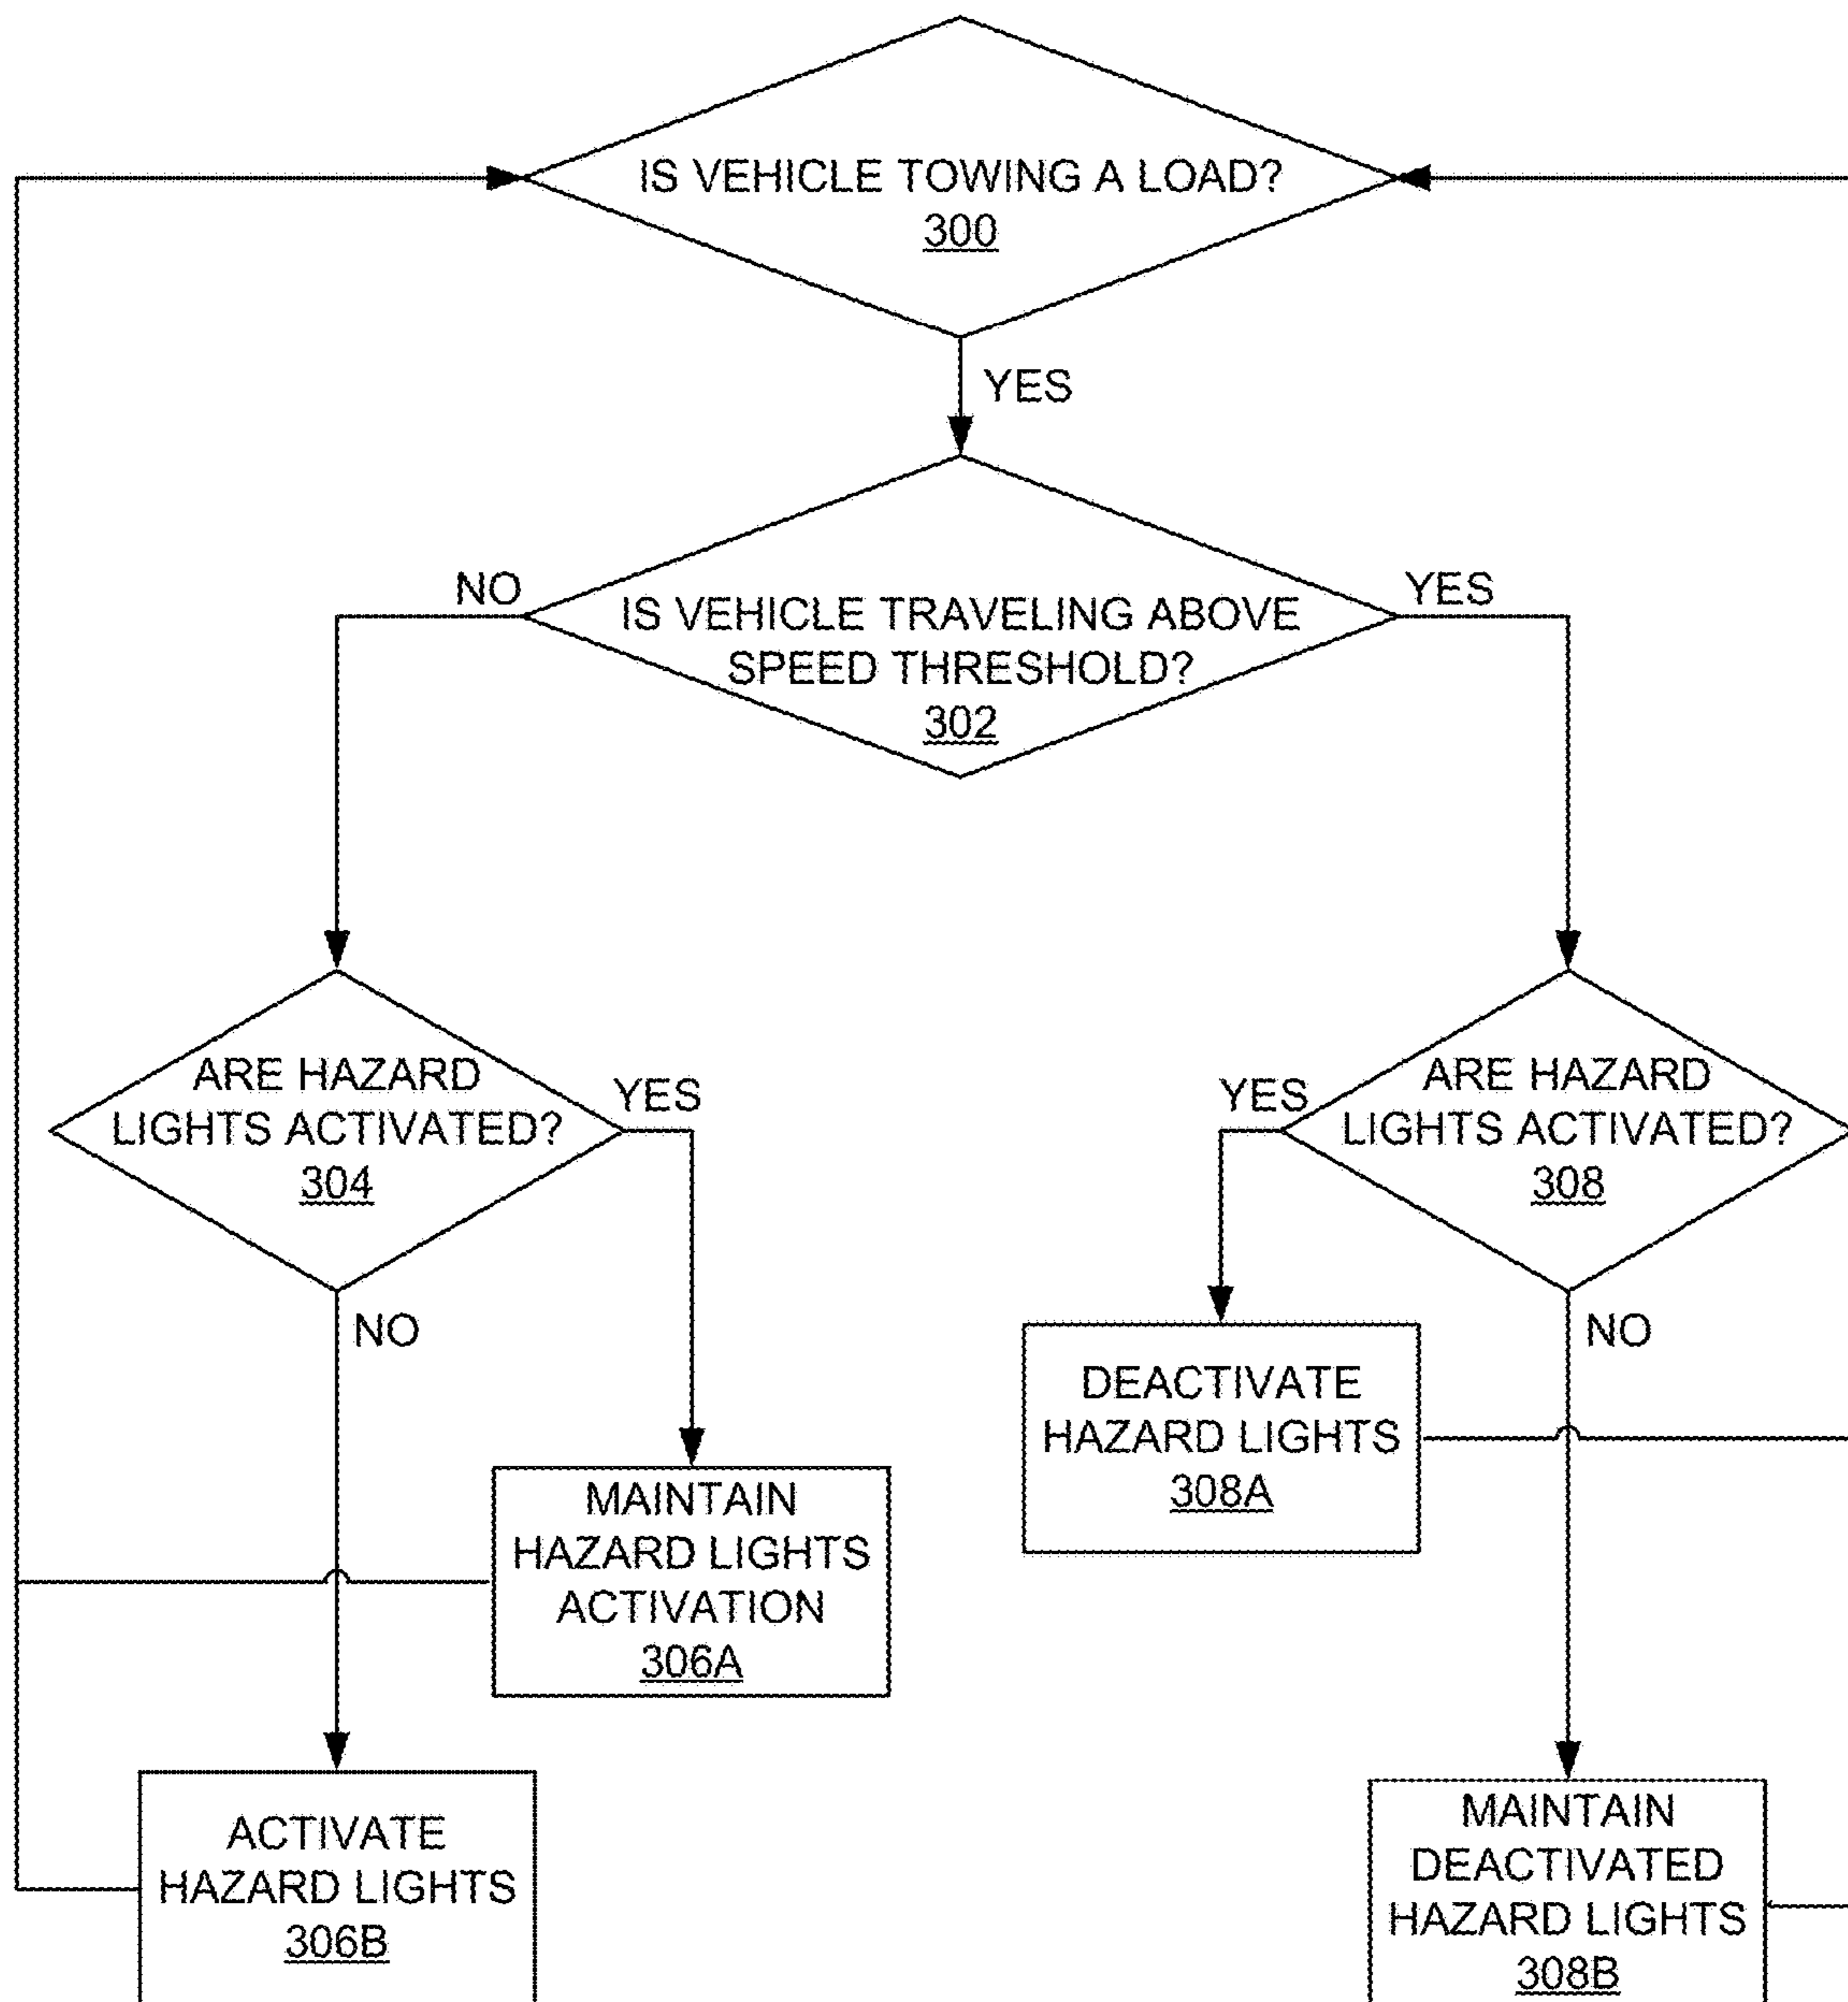 IS VEHICLE TOWING A LOAD?
300
YES
NO
YES
IS VEHICLE TRAVELING ABOVE
SPEED THRESHOLD?
302
ARE HAZARD
LIGHTS ACTIVATED?
304
YES
NO
YES
ARE HAZARD
LIGHTS ACTIVATED?
308
NO
DEACTIVATE
HAZARD LIGHTS
308A
MAINTAIN
HAZARD LIGHTS
ACTIVATION
306A
ACTIVATE
HAZARD LIGHTS
306B
MAINTAIN
DEACTIVATED
HAZARD LIGHTS
308B